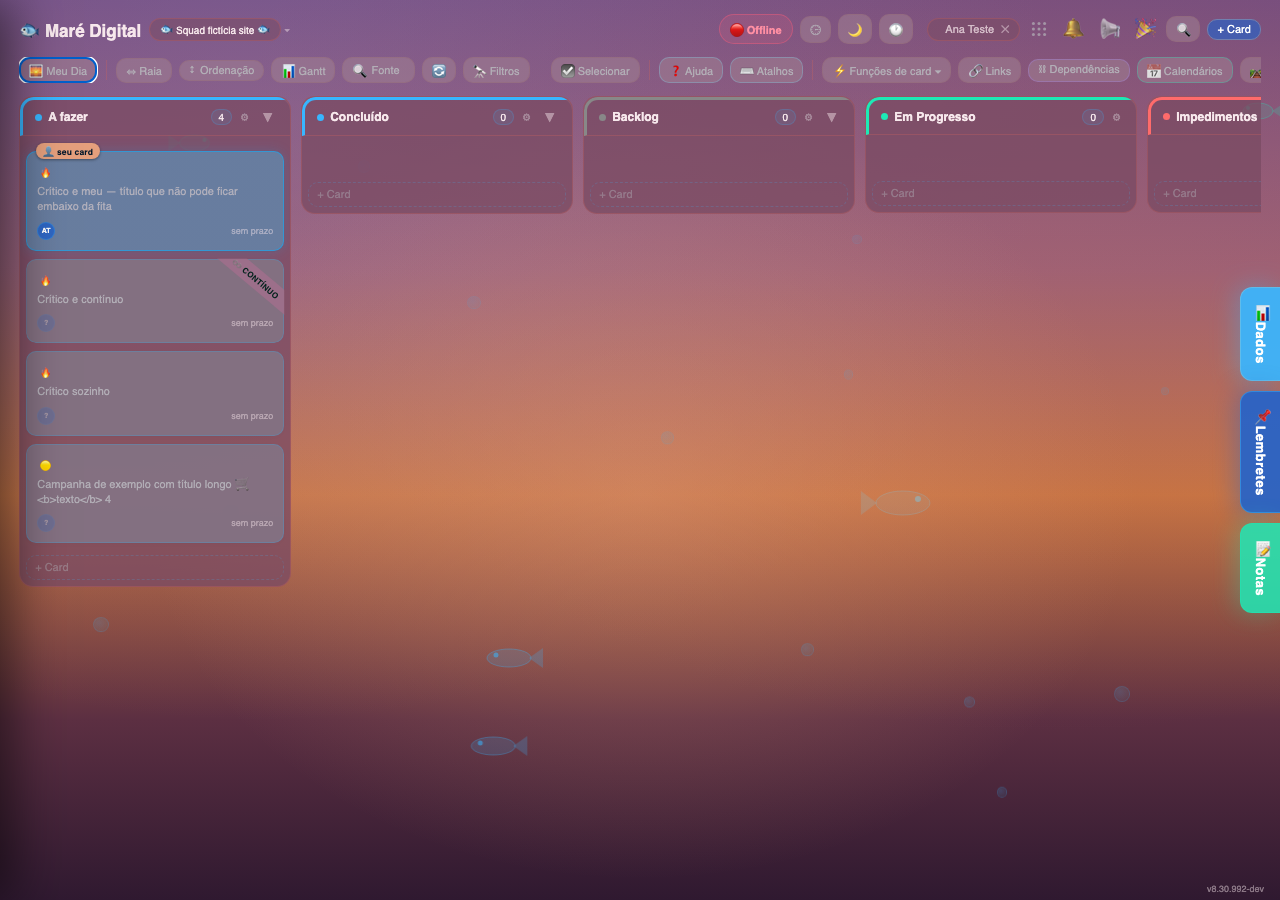 Maré Digital
Squad fictícia site
Offline
Ana Teste ✕
+ Card
Meu Dia
⇔ Raia
↕ Ordenação
Gantt
Fonte
Filtros
Selecionar
Ajuda
Atalhos
Funções de card
Links
Dependências
Calendários
A fazer 4
seu card
Crítico e meu — título que não pode ficar
embaixo da fita
AT
sem prazo
CONTÍNUO
Crítico e contínuo
?
sem prazo
Crítico sozinho
?
sem prazo
Campanha de exemplo com título longo
<b>texto</b> 4
?
sem prazo
+ Card
Concluído 0
+ Card
Backlog 0
+ Card
Em Progresso 0
+ Card
Impedimentos
+ Card
Dados
Lembretes
Notas
v8.30.992-dev